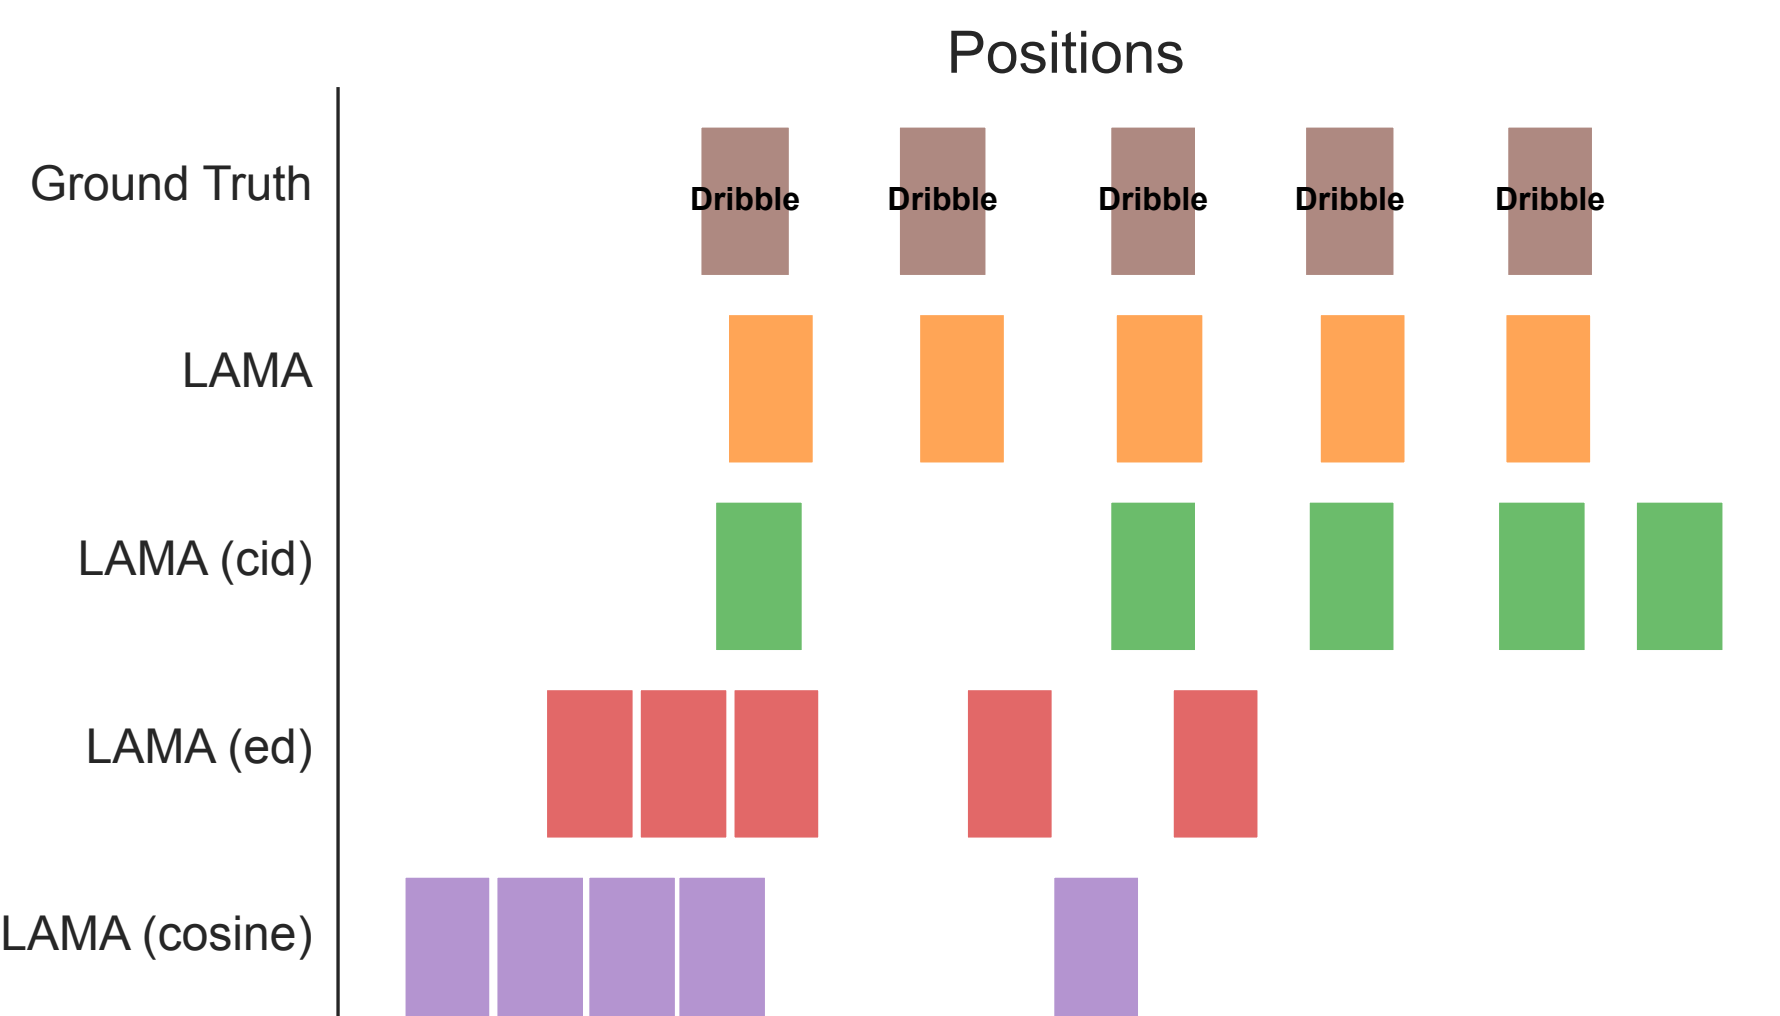 Positions
Ground Truth
Dribble Dribble Dribble Dribble Dribble
LAMA
LAMA (cid)
LAMA (ed)
LAMA (cosine)